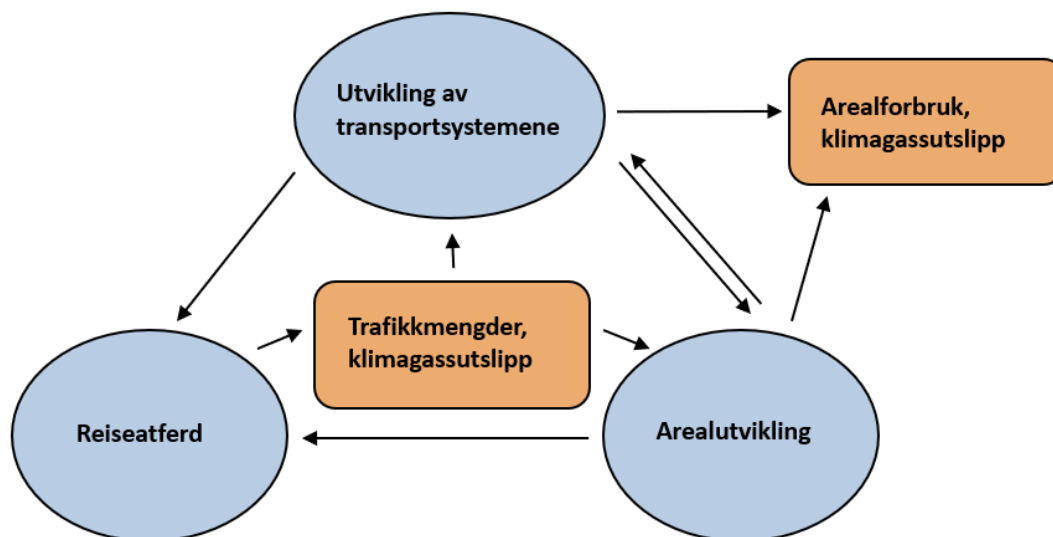 Utvikling av
transportsystemene
Arealforbruk,
klimagassutslipp
Trafikkmengder,
klimagassutslipp
Reiseatferd
Arealutvikling